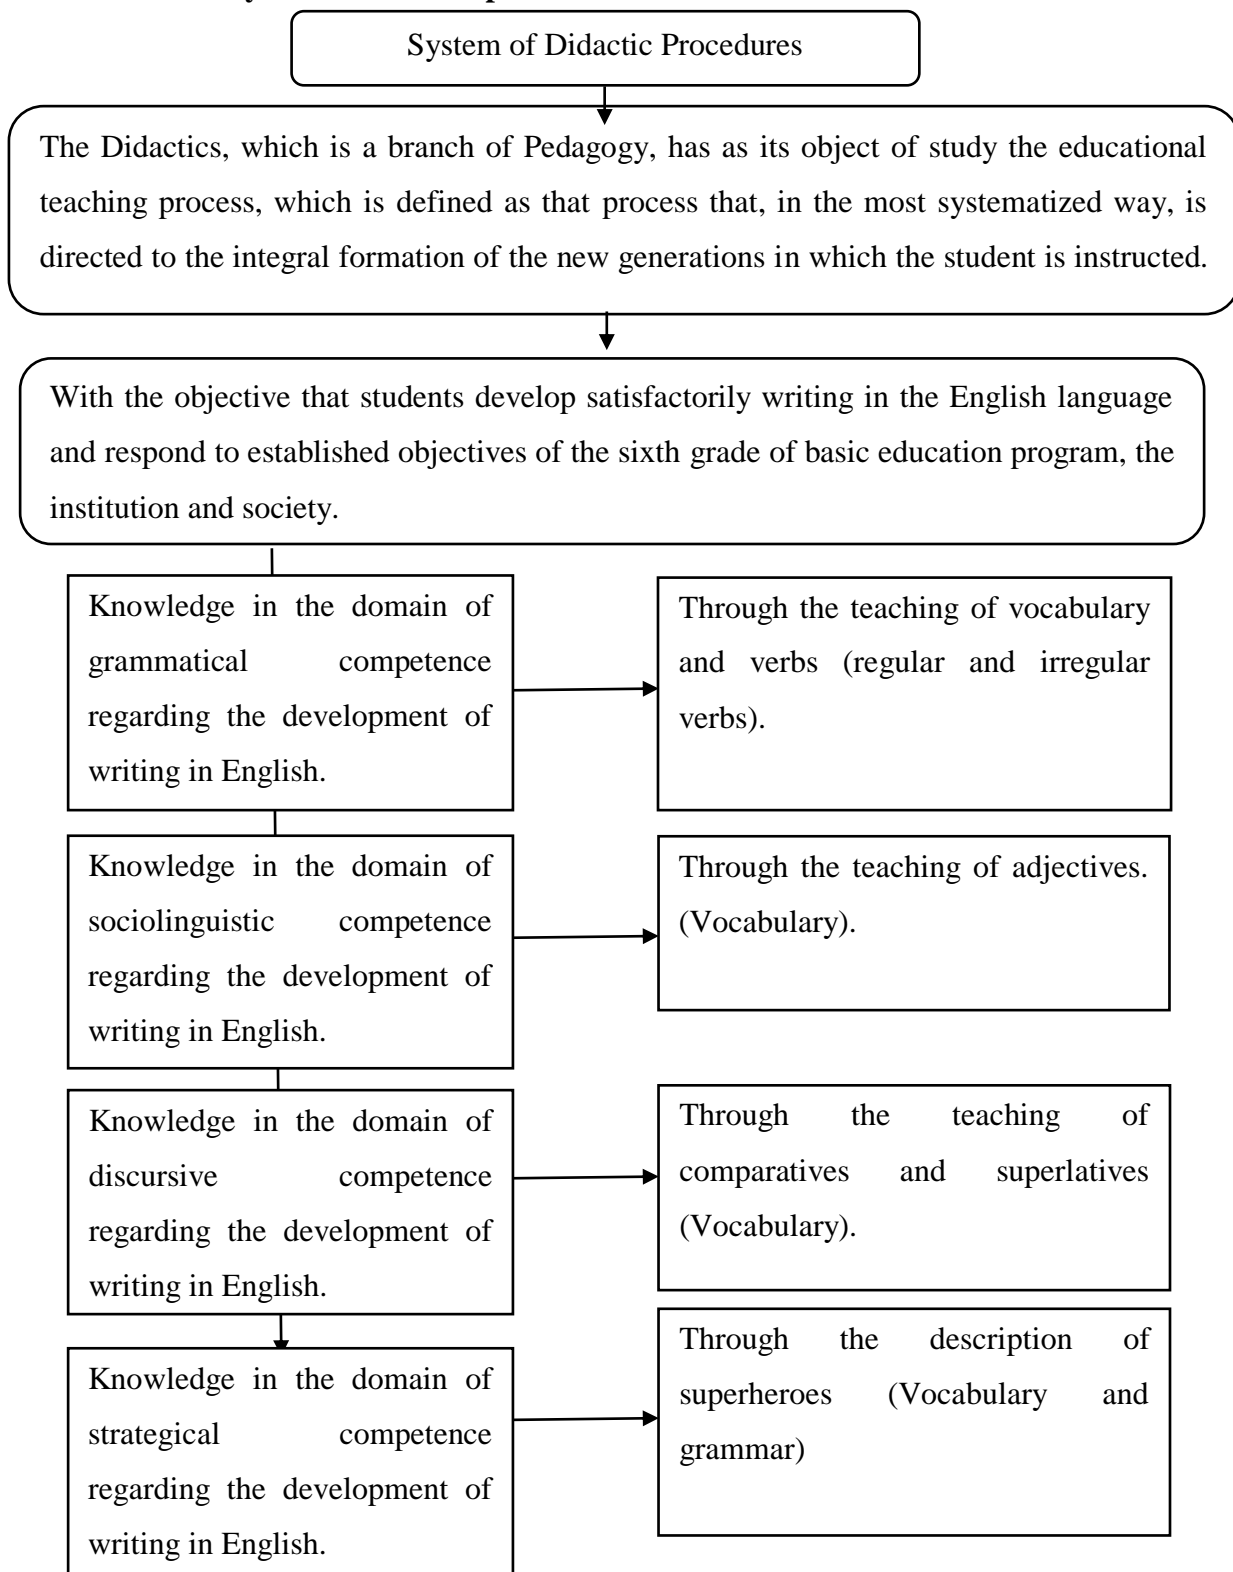 System of Didactic Procedures
The Didactics, which is a branch of Pedagogy, has as its object of study the educational
teaching process, which is defined as that process that, in the most systematized way, is
directed to the integral formation of the new generations in which the student is instructed.
With the objective that students develop satisfactorily writing in the English language
and respond to established objectives of the sixth grade of basic education program, the
institution and society.
Knowledge in the domain of
grammatical competence
regarding the development of
writing in English.
Through the teaching of vocabulary
and verbs (regular and irregular
verbs).
Knowledge in the domain of
sociolinguistic competence
regarding the development of
writing in English.
Through the teaching of adjectives.
(Vocabulary).
Knowledge in the domain of
discursive competence
regarding the development of
writing in English.
Through the teaching of
comparatives and superlatives
(Vocabulary).
Knowledge in the domain of
strategical competence
regarding the development of
writing in English.
Through the description of
superheroes (Vocabulary and
grammar)